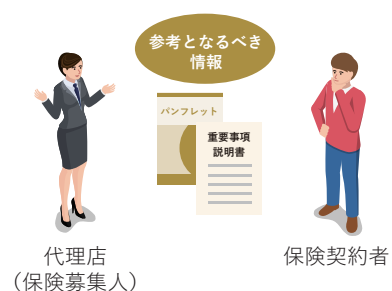 参考となるべき
情報
パンフレット
重要事項
説明書
代理店
（保険募集人）
保険契約者